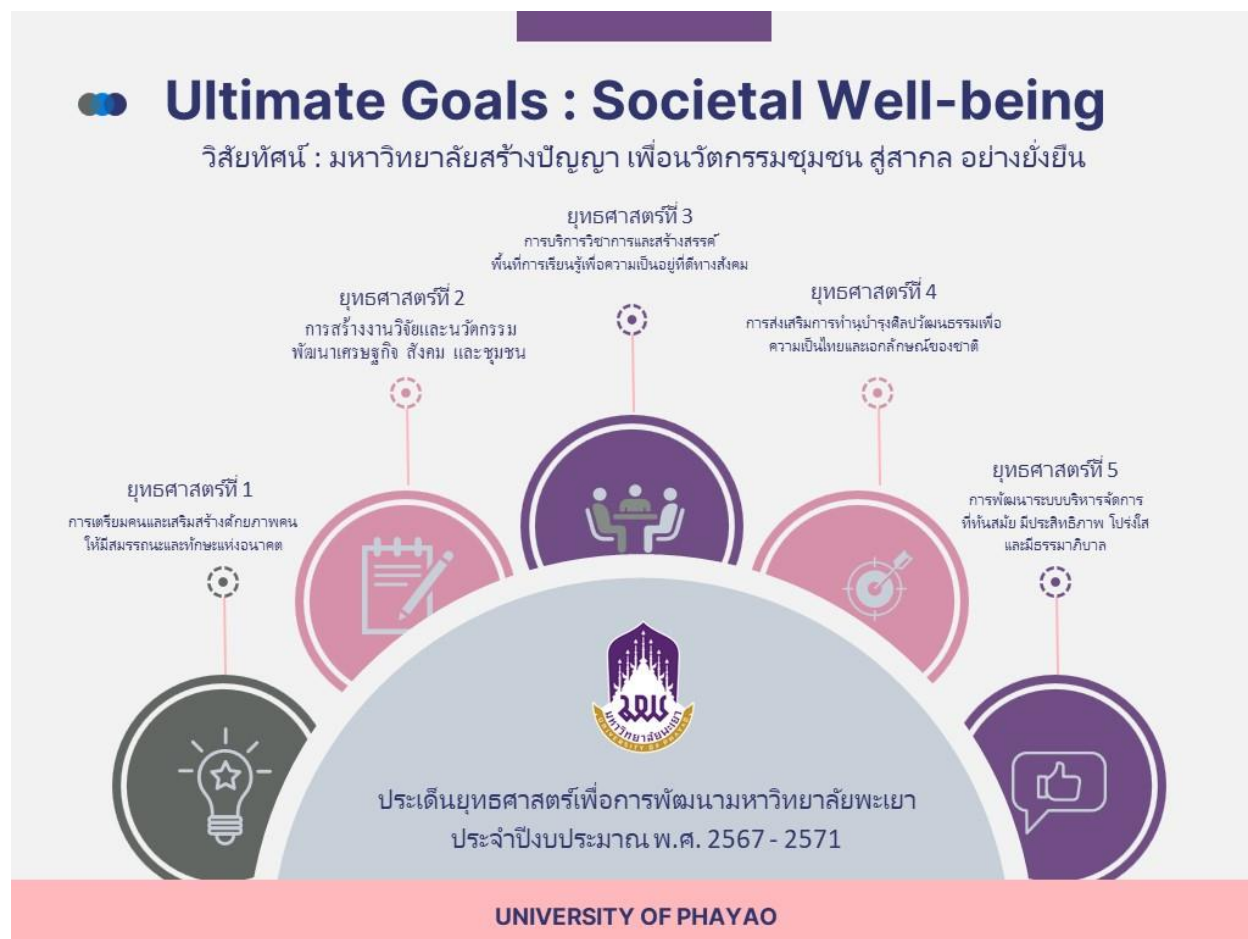 Ultimate Goals : Societal Well-being
วิสัยทัศน์ : มหาวิทยาลัยสร้างปัญญา เพื่อนวัตกรรมชุมชน สู่สากล อย่างยั่งยืน
ยุทธศาสตร์ที่ 1
การเตรียมคนและเสริมสร้างศักยภาพคน
ให้มีสมรรถนะและทักษะแห่งอนาคต
ยุทธศาสตร์ที่ 2
การสร้างงานวิจัยและนวัตกรรม
พัฒนาเศรษฐกิจ สังคม และชุมชน
ยุทธศาสตร์ที่ 3
การบริการวิชาการและสร้างสรรค์
พื้นที่การเรียนรู้เพื่อความเป็นอยู่ที่ดีทางสังคม
ยุทธศาสตร์ที่ 4
การส่งเสริมการทำนุบำรุงศิลปวัฒนธรรมเพื่อ
ความเป็นไทยและเอกลักษณ์ของชาติ
ยุทธศาสตร์ที่ 5
การพัฒนาระบบบริหารจัดการ
ที่ทันสมัย มีประสิทธิภาพ โปร่งใส
และมีธรรมาภิบาล
มพย
มหาวิทยาลัยพะเยา
UNIVERSITY OF PHAYAO
ประเด็นยุทธศาสตร์เพื่อการพัฒนามหาวิทยาลัยพะเยา
ประจำปีงบประมาณ พ.ศ. 2567 - 2571
UNIVERSITY OF PHAYAO